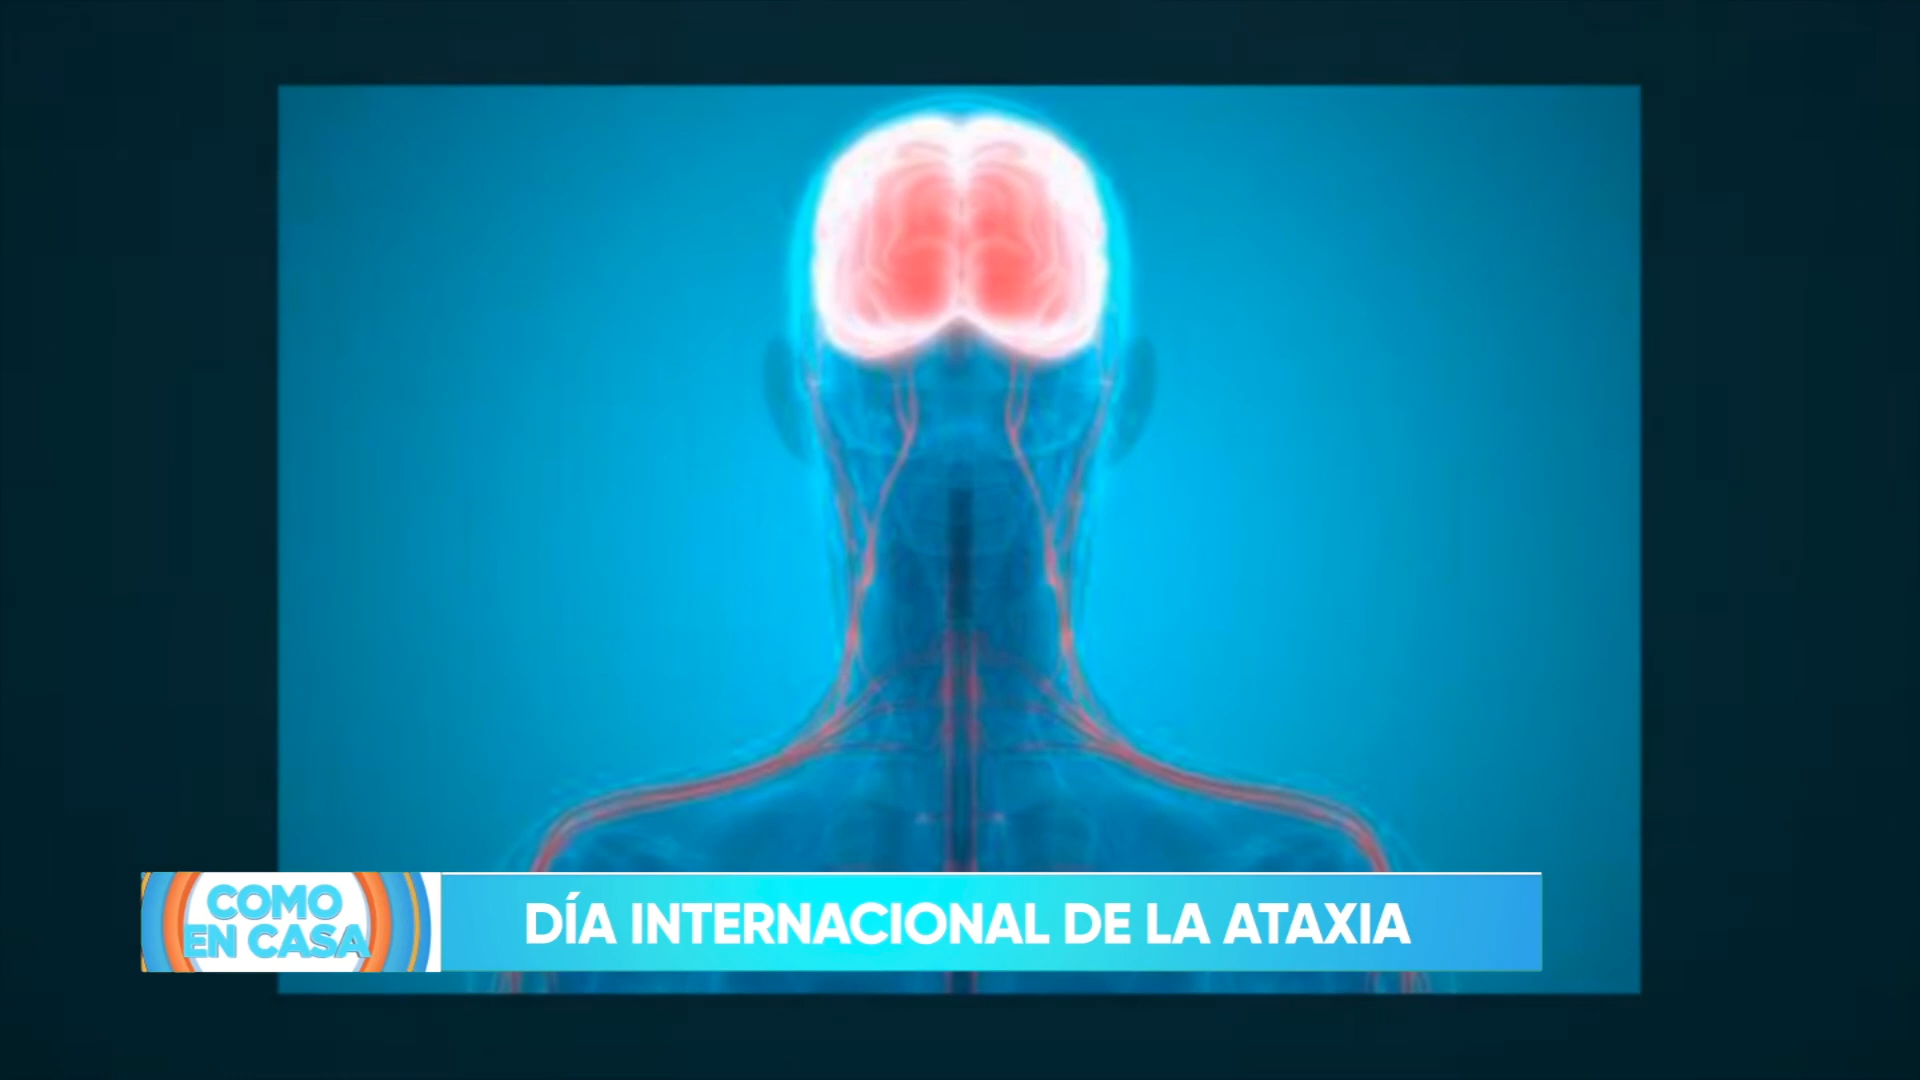 COMO
EN CASA
DÍA INTERNACIONAL DE LA ATAXIA